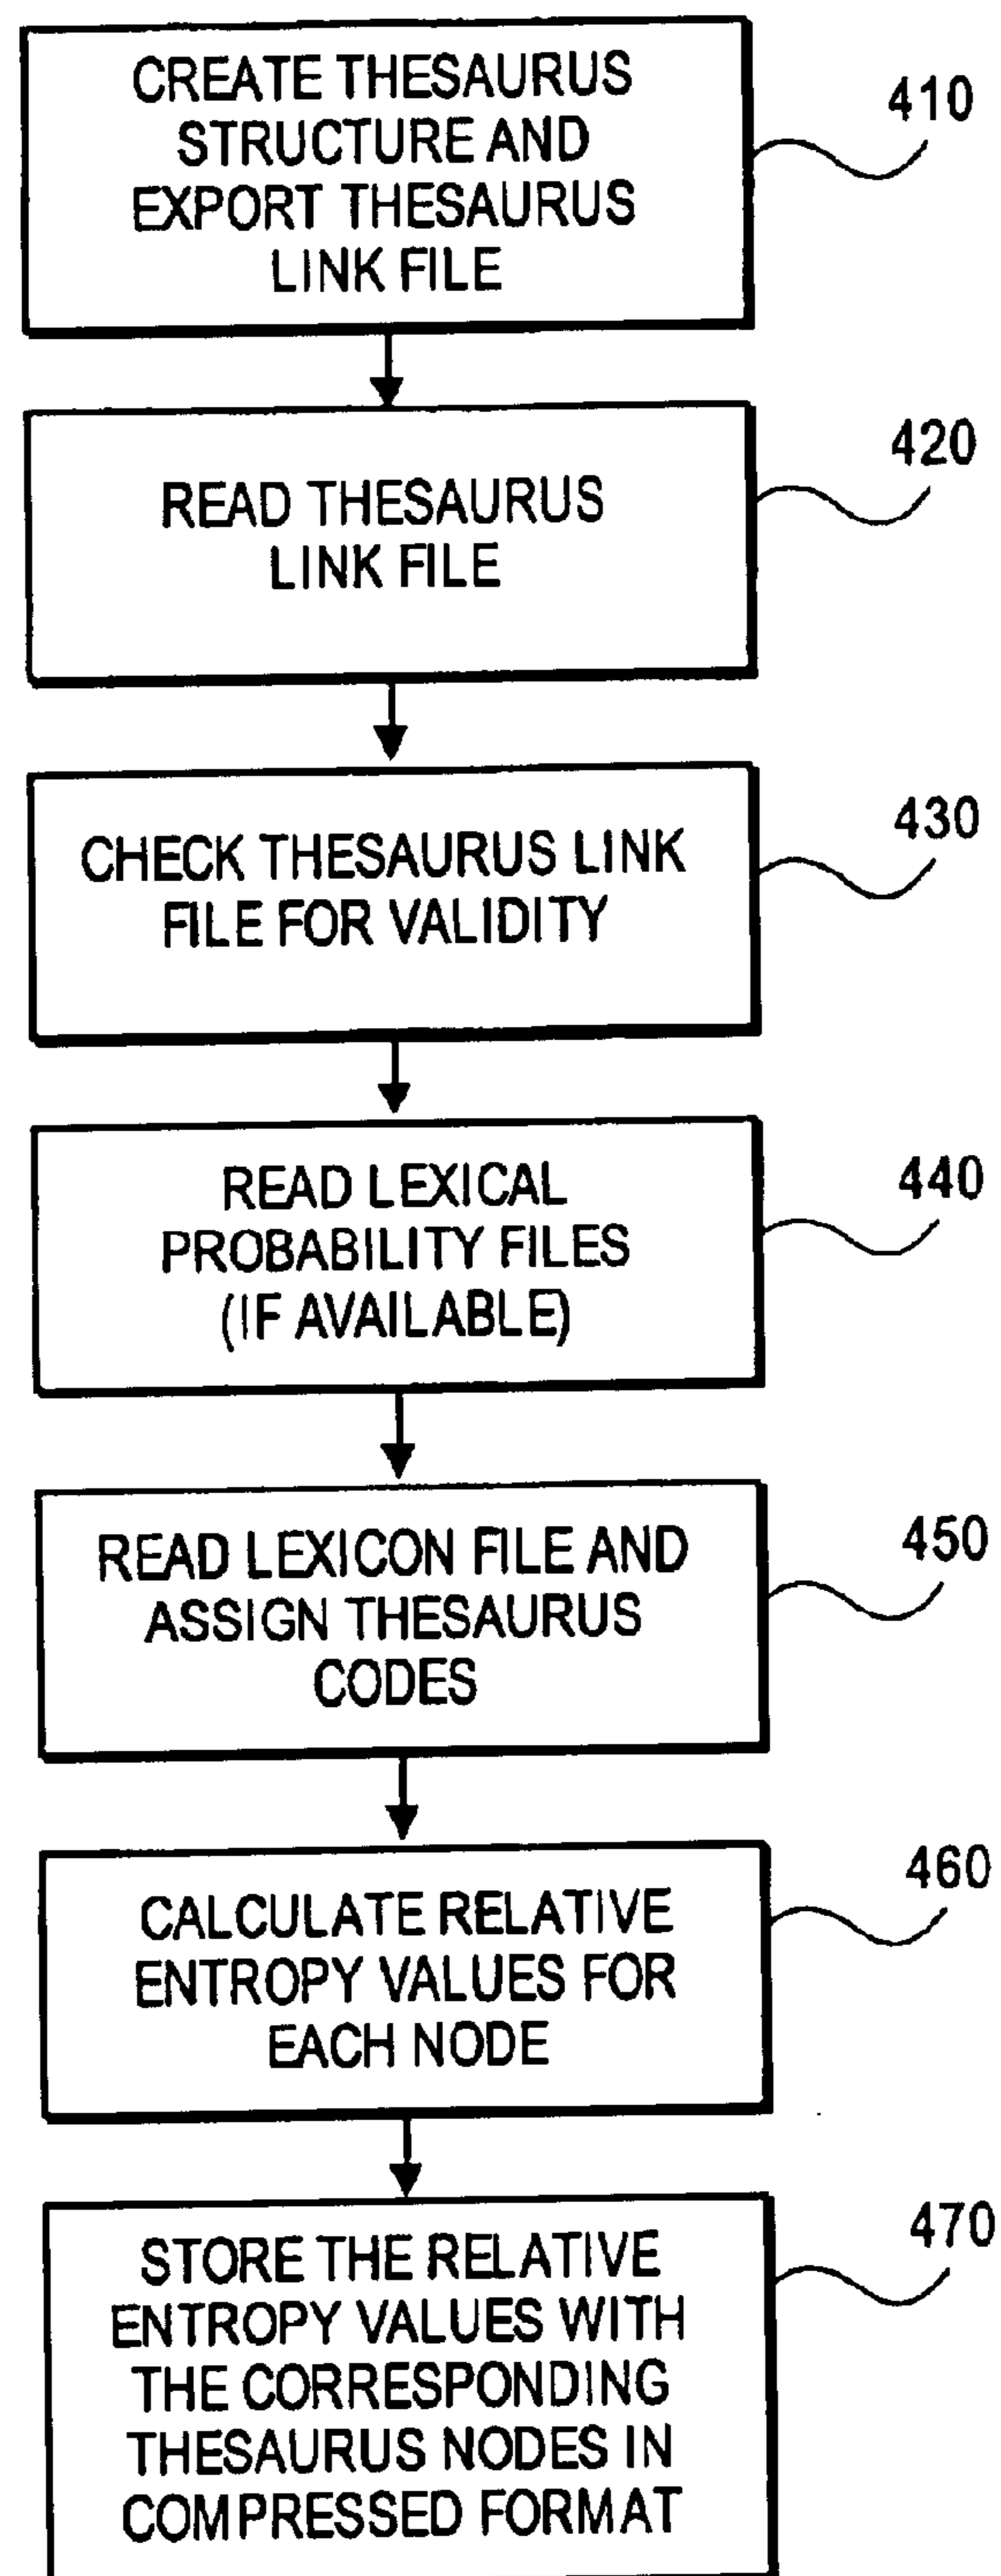 CREATE THESAURUS
STRUCTURE AND
EXPORT THESAURUS
LINK FILE
410
READ THESAURUS
LINK FILE
420
CHECK THESAURUS LINK
FILE FOR VALIDITY
430
READ LEXICAL
PROBABILITY FILES
(IF AVAILABLE)
440
READ LEXICON FILE AND
ASSIGN THESAURUS
CODES
450
CALCULATE RELATIVE
ENTROPY VALUES FOR
EACH NODE
460
STORE THE RELATIVE
ENTROPY VALUES WITH
THE CORRESPONDING
THESAURUS NODES IN
COMPRESSED FORMAT
470